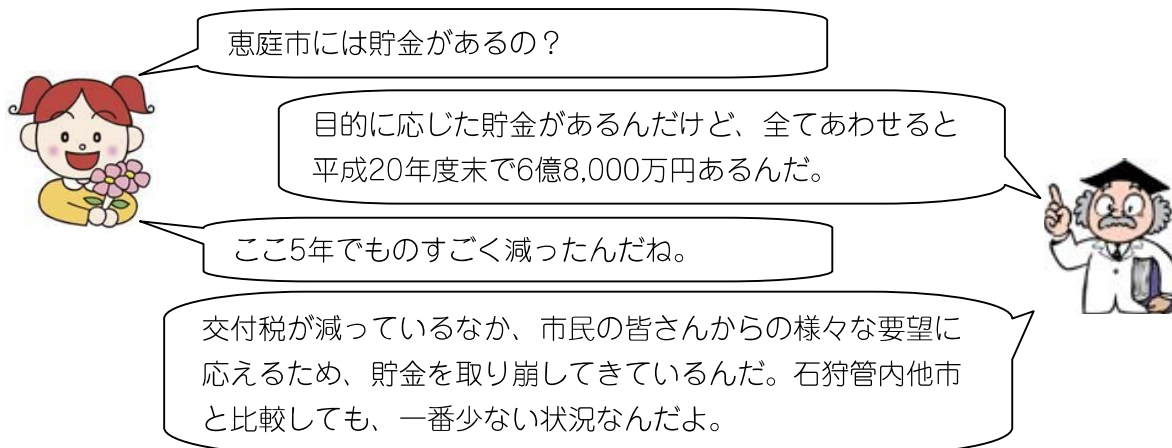 恵庭市には貯金があるの？
目的に応じた貯金があるんだけど、全てあわせると
平成20年度末で6億8,000万円あるんだ。
ここ5年でものすごく減ったんだね。
交付税が減っているなか、市民の皆さんからの様々な要望に
応えるため、貯金を取り崩してきているんだ。石狩管内他市
と比較しても、一番少ない状況なんだよ。